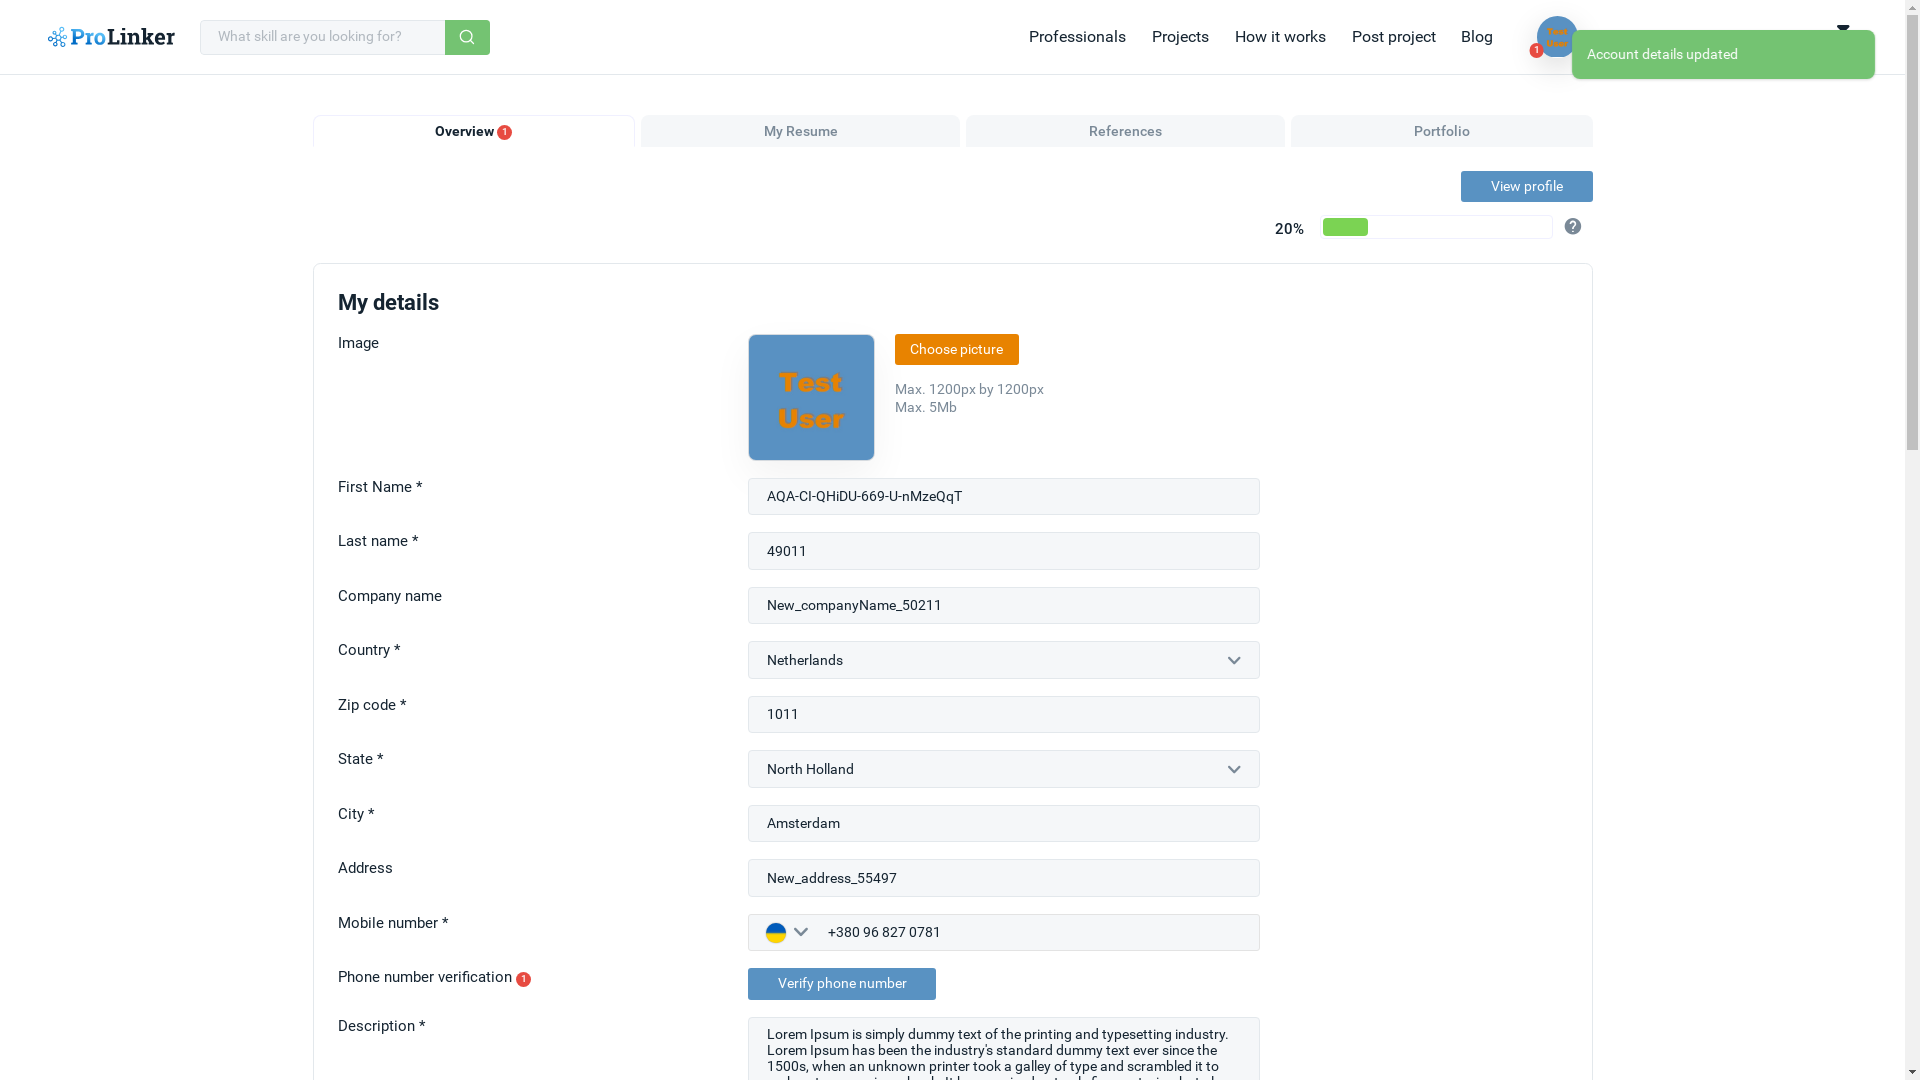 ProLinker
What skill are you looking for?
Professionals
Projects
How it works
Post project
Blog
Test
User
1
Account details updated
Overview 1
My Resume
References
Portfolio
View profile
20%
?
My details
Image
Test
User
Choose picture
Max. 1200px by 1200px
Max. 5Mb
First Name *
AQA-CI-QHiDU-669-U-nMzeQqT
Last name *
49011
Company name
New_companyName_50211
Country *
Netherlands
Zip code *
1011
State *
North Holland
City *
Amsterdam
Address
New_address_55497
Mobile number *
+380 96 827 0781
Phone number verification 1
Verify phone number
Description *
Lorem Ipsum is simply dummy text of the printing and typesetting industry.
Lorem Ipsum has been the industry's standard dummy text ever since the
1500s, when an unknown printer took a galley of type and scrambled it to